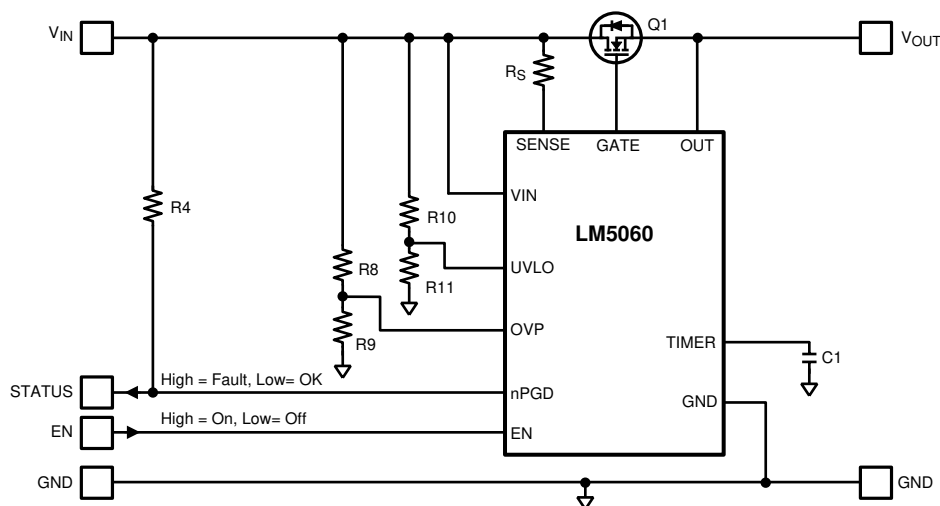 VIN
Q1
VOUT
RS
SENSE
GATE
OUT
R4
VIN
R10
LM5060
UVLO
R8
R11
OVP
R9
TIMER
C1
STATUS
High = Fault, Low= OK
nPGD
GND
EN
High = On, Low= Off
EN
GND
GND